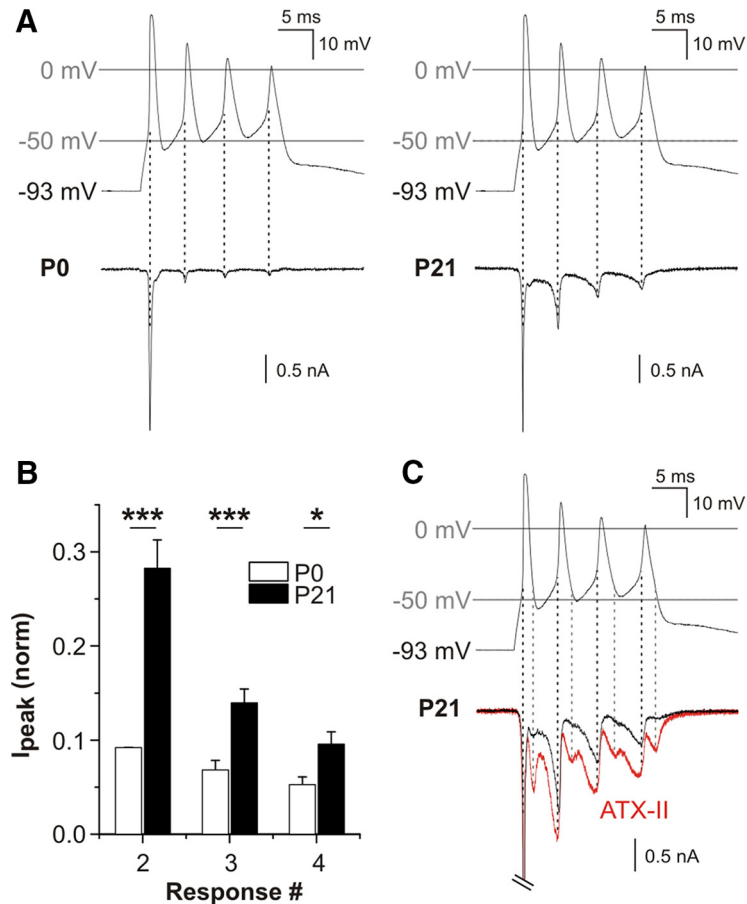 A
5 ms
10 mV
0 mV
-50 mV
-93 mV
P0
0.5 nA
5 ms
10 mV
0 mV
-50 mV
-93 mV
P21
0.5 nA
B
***
***
*
P0
P21
Ipeak (norm)
0.3
0.2
0.1
0.0
2
3
4
Response #
C
5 ms
10 mV
0 mV
-50 mV
-93 mV
P21
ATX-II
0.5 nA